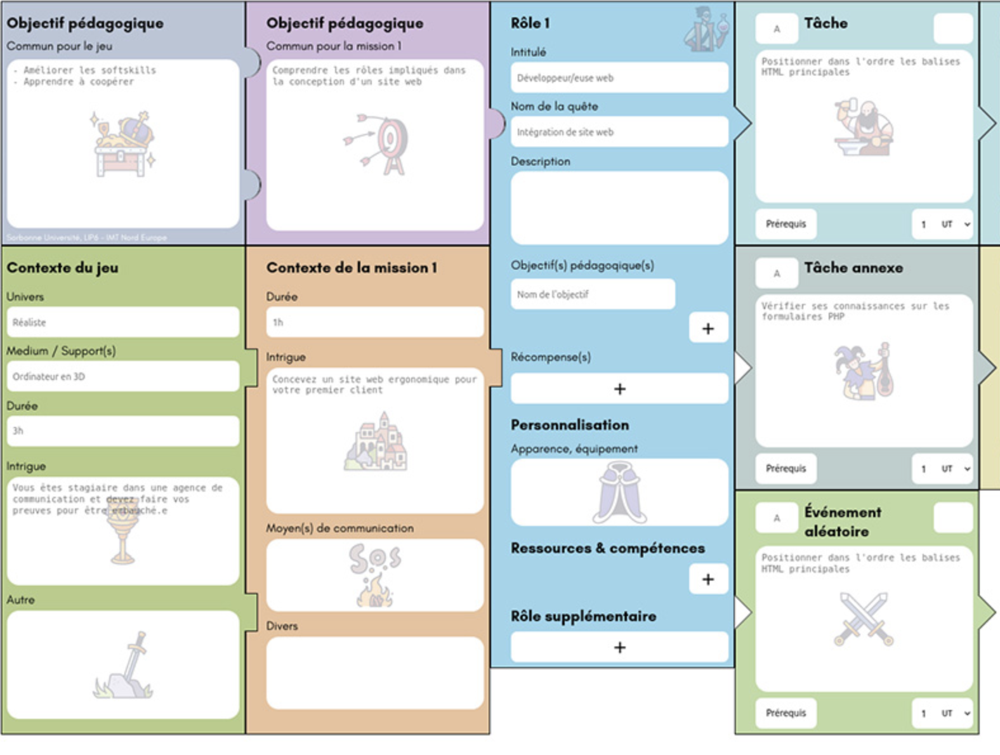 Objectif pédagogique
Commun pour le jeu
- Améliorer les softskills
- Apprendre à coopérer
Sorbonne Université, LIP6 - IMT Nord Europe
Objectif pédagogique
Commun pour la mission 1
Comprendre les rôles impliqués dans
la conception d'un site web
Contexte du jeu
Univers
Réaliste
Medium / Support(s)
Ordinateur en 3D
Durée
3h
Intrigue
Vous êtes stagiaire dans une agence de
communication et devez faire vos
preuves pour être embauché.e
Autre
Contexte de la mission 1
Durée
1h
Intrigue
Concevez un site web ergonomique pour
votre premier client
Moyen(s) de communication
SOS
Divers
Rôle 1
Intitulé
Développeur/euse web
Nom de la quête
Intégration de site web
Description
Objectif(s) pédagogique(s)
Nom de l'objectif
+
Récompense(s)
+
Personnalisation
Apparence, équipement
Ressources & compétences
+
Rôle supplémentaire
+
A Tâche
Positionner dans l'ordre les balises
HTML principales
Prérequis 1 UT
A Tâche annexe
Vérifier ses connaissances sur les
formulaires PHP
Prérequis 1 UT
A Événement
aléatoire
Positionner dans l'ordre les balises
HTML principales
Prérequis 1 UT